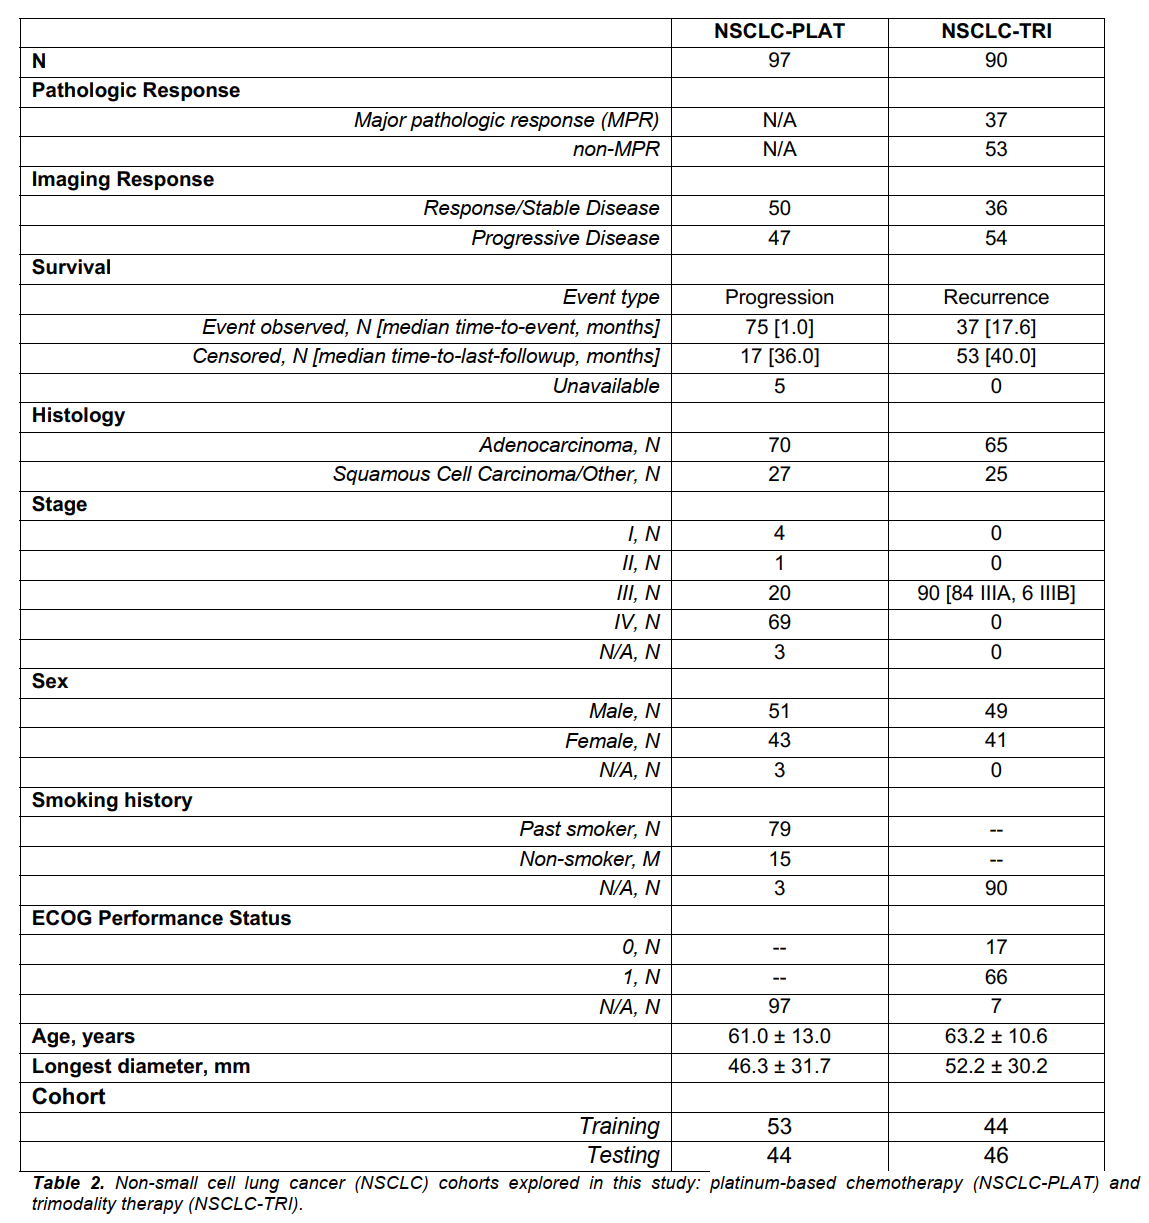 NSCLC-PLAT NSCLC-TRI
N 97 90
Pathologic Response
Major pathologic response (MPR) N/A 37
non-MPR N/A 53
Imaging Response
Response/Stable Disease 50 36
Progressive Disease 47 54
Survival
Event type Progression Recurrence
Event observed, N [median time-to-event, months] 75 [1.0] 37 [17.6]
Censored, N [median time-to-last-followup, months] 17 [36.0] 53 [40.0]
Unavailable 5 0
Histology
Adenocarcinoma, N 70 65
Squamous Cell Carcinoma/Other, N 27 25
Stage
I, N 4 0
II, N 1 0
III, N 20 90 [84 IIIA, 6 IIIB]
IV, N 69 0
N/A, N 3 0
Sex
Male, N 51 49
Female, N 43 41
N/A, N 3 0
Smoking history
Past smoker, N 79 --
Non-smoker, M 15 --
N/A, N 3 90
ECOG Performance Status
0, N -- 17
1, N -- 66
N/A, N 97 7
Age, years 61.0 ± 13.0 63.2 ± 10.6
Longest diameter, mm 46.3 ± 31.7 52.2 ± 30.2
Cohort
Training 53 44
Testing 44 46
Table 2. Non-small cell lung cancer (NSCLC) cohorts explored in this study: platinum-based chemotherapy (NSCLC-PLAT) and
trimodality therapy (NSCLC-TRI).